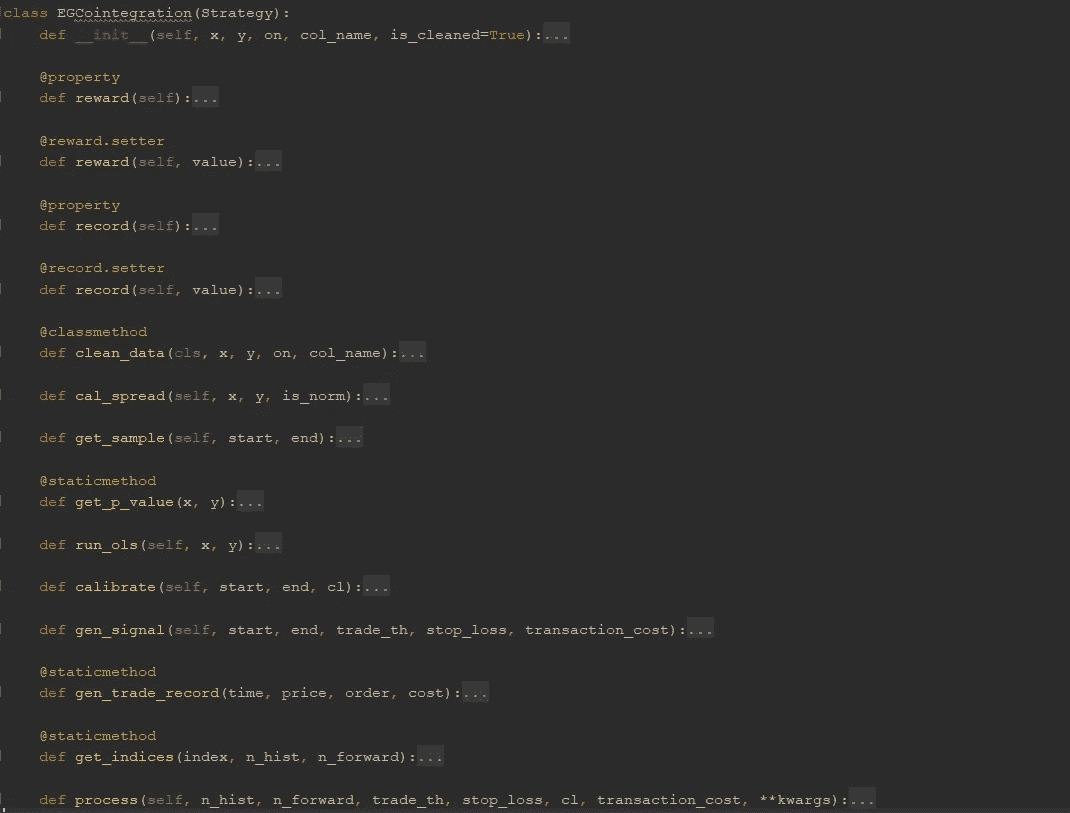 class EGCointegration(Strategy):
def __init__(self, x, y, on, col_name, is_cleaned=True):...
@property
def reward(self):...
@reward.setter
def reward(self, value):...
@property
def record(self):...
@record.setter
def record(self, value):...
@classmethod
def clean_data(cls, x, y, on, col_name):...
def cal_spread(self, x, y, is_norm):...
def get_sample(self, start, end):...
@staticmethod
def get_p_value(x, y):...
def run_ols(self, x, y):...
def calibrate(self, start, end, cl):...
def gen_signal(self, start, end, trade_th, stop_loss, transaction_cost):...
@staticmethod
def gen_trade_record(time, price, order, cost):...
@staticmethod
def get_indices(index, n_hist, n_forward):...
def process(self, n_hist, n_forward, trade_th, stop_loss, cl, transaction_cost, **kwargs):...